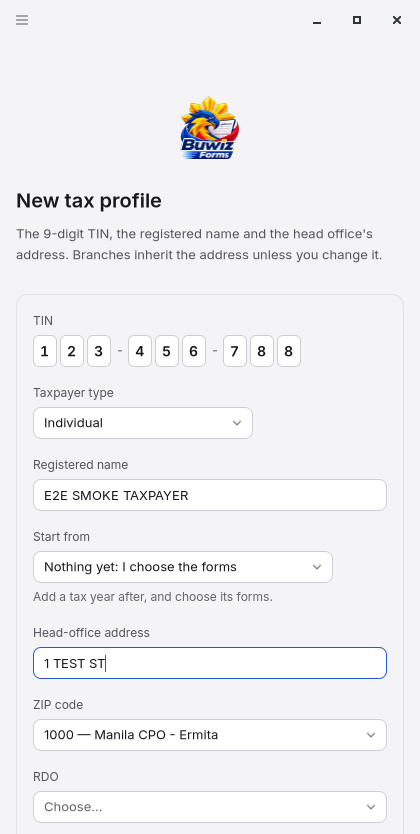 Buwiz
Forms
New tax profile
The 9-digit TIN, the registered name and the head office's
address. Branches inherit the address unless you change it.
TIN
1 2 3 - 4 5 6 - 7 8 8
Taxpayer type
Individual
Registered name
E2E SMOKE TAXPAYER
Start from
Nothing yet: I choose the forms
Add a tax year after, and choose its forms.
Head-office address
1 TEST ST
ZIP code
1000 — Manila CPO - Ermita
RDO
Choose...